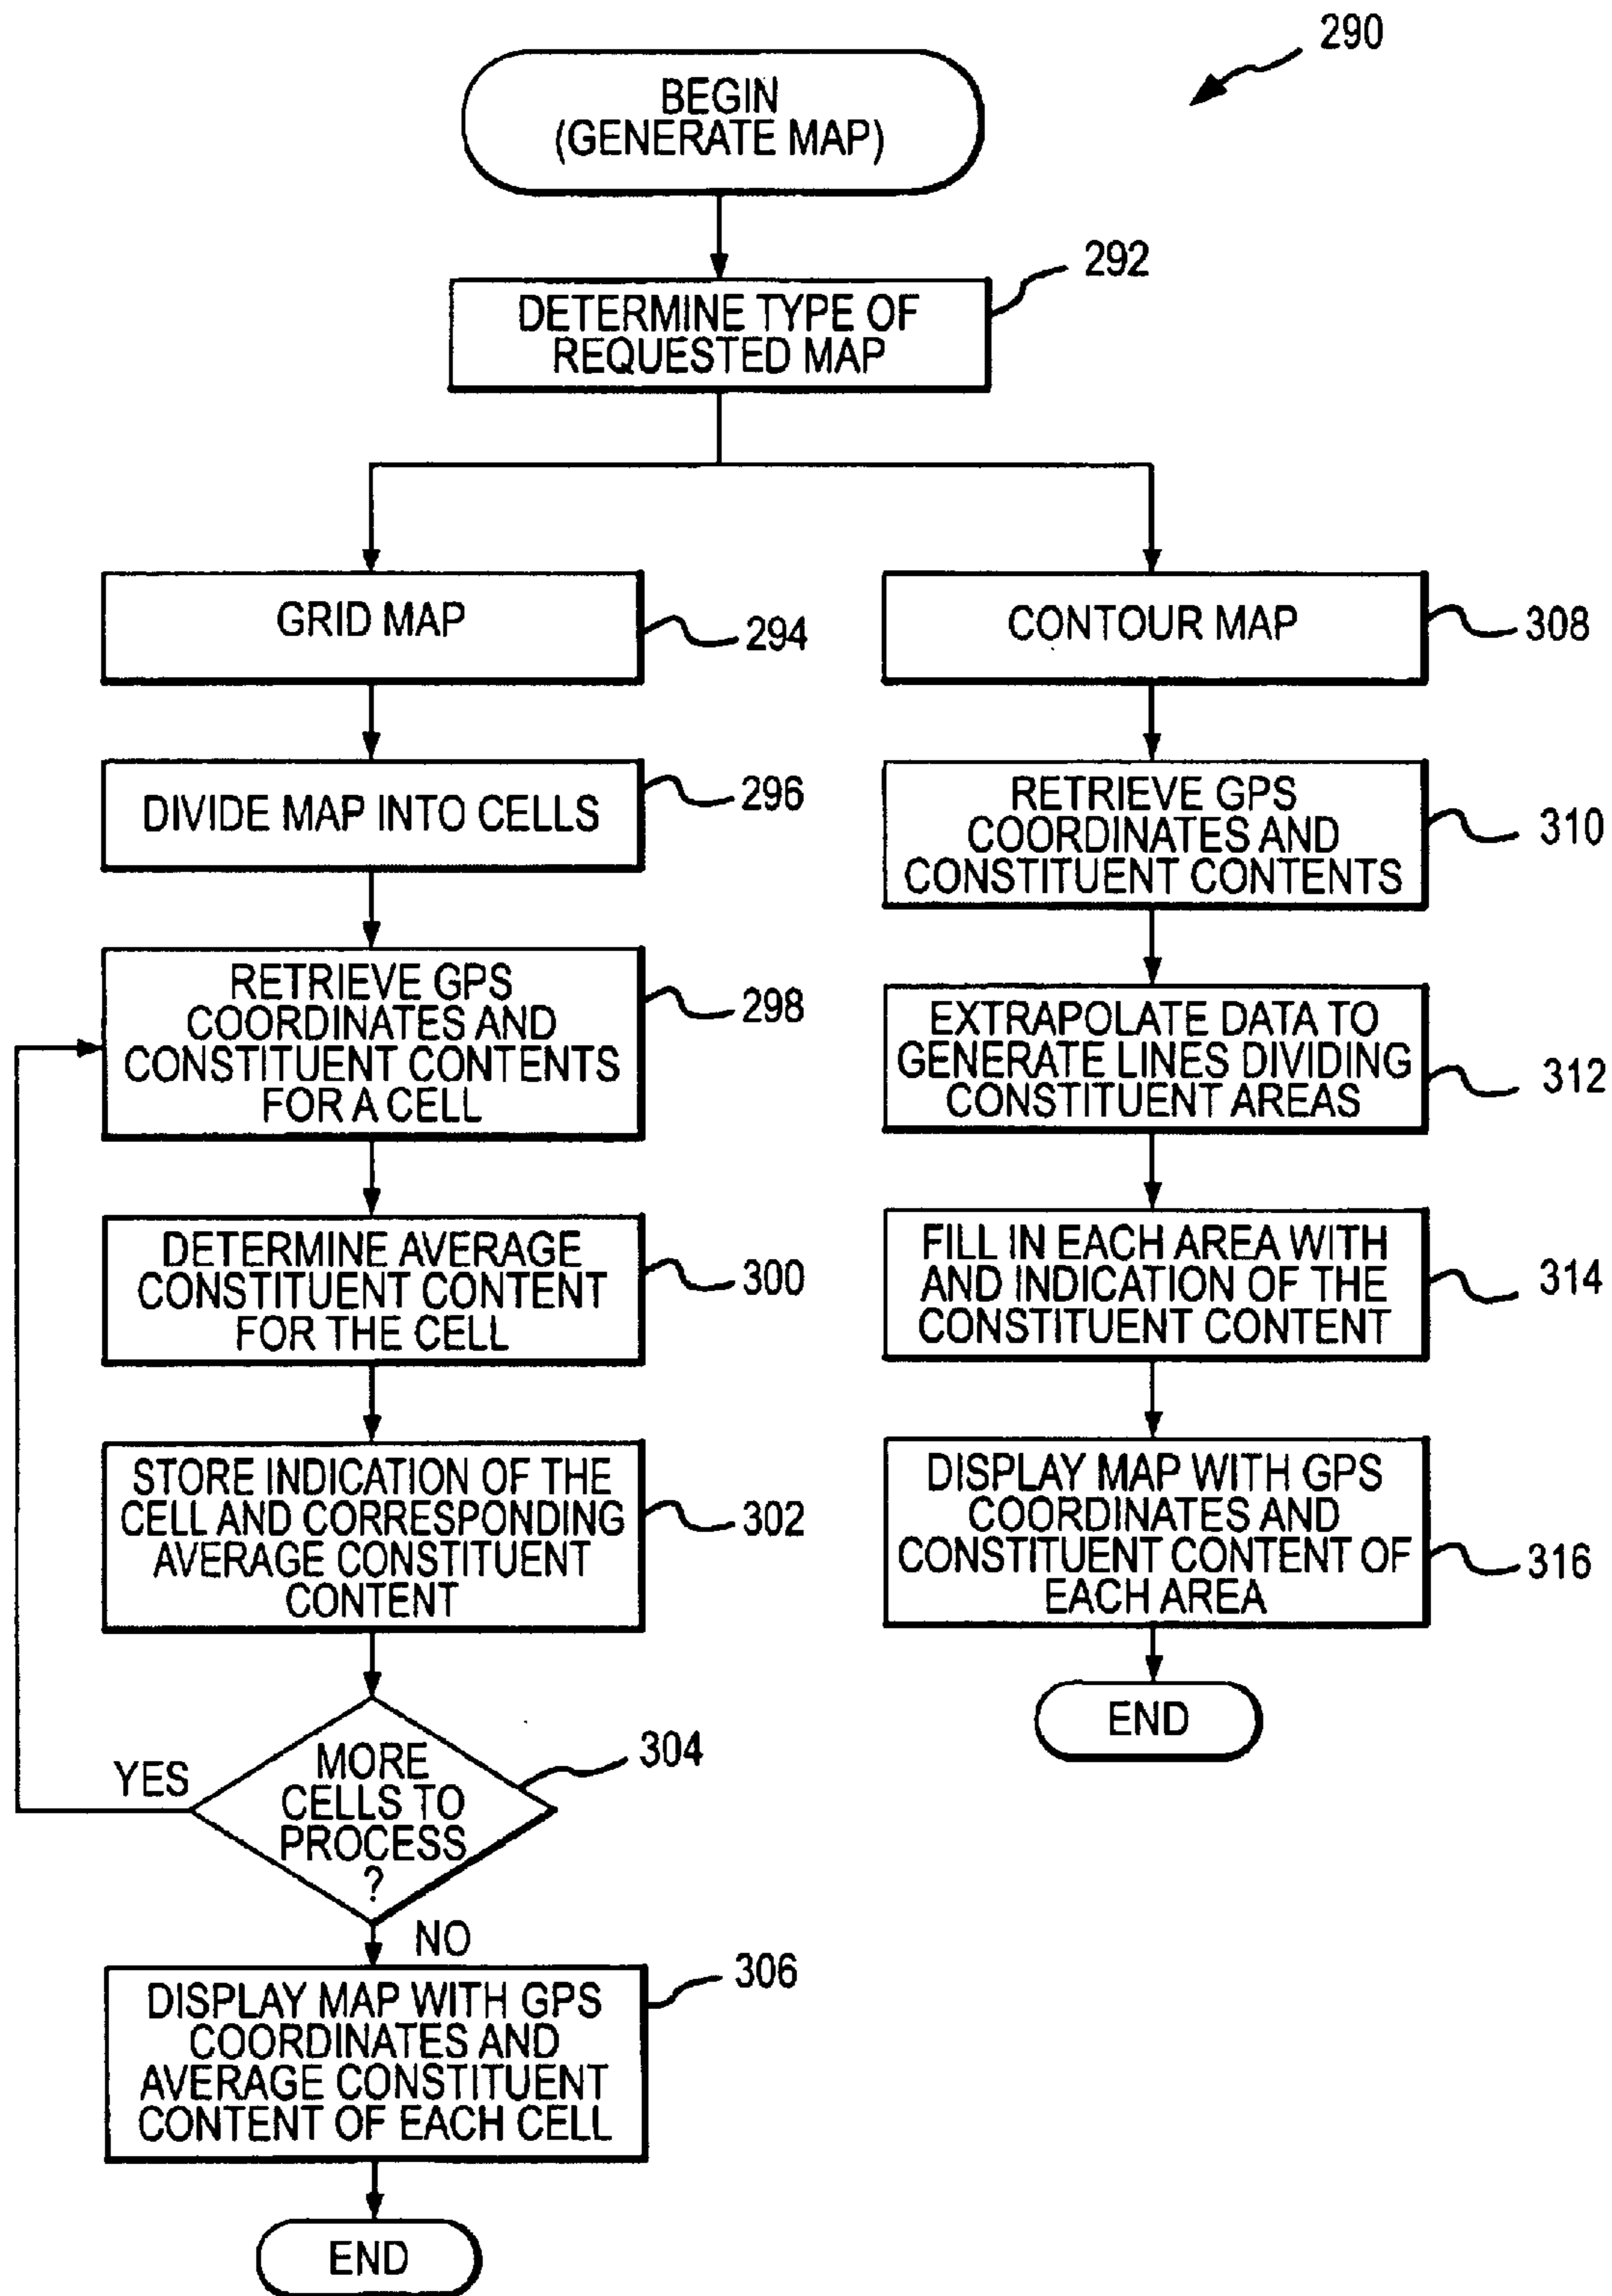 290
BEGIN
(GENERATE MAP)
292
DETERMINE TYPE OF
REQUESTED MAP
GRID MAP
294
DIVIDE MAP INTO CELLS
296
RETRIEVE GPS
COORDINATES AND
CONSTITUENT CONTENTS
FOR A CELL
298
DETERMINE AVERAGE
CONSTITUENT CONTENT
FOR THE CELL
300
STORE INDICATION OF THE
CELL AND CORRESPONDING
AVERAGE CONSTITUENT
CONTENT
302
MORE
CELLS TO
PROCESS
?
304
YES
NO
DISPLAY MAP WITH GPS
COORDINATES AND
AVERAGE CONSTITUENT
CONTENT OF EACH CELL
306
END
CONTOUR MAP
308
RETRIEVE GPS
COORDINATES AND
CONSTITUENT CONTENTS
310
EXTRAPOLATE DATA TO
GENERATE LINES DIVIDING
CONSTITUENT AREAS
312
FILL IN EACH AREA WITH
AND INDICATION OF THE
CONSTITUENT CONTENT
314
DISPLAY MAP WITH GPS
COORDINATES AND
CONSTITUENT CONTENT OF
EACH AREA
316
END